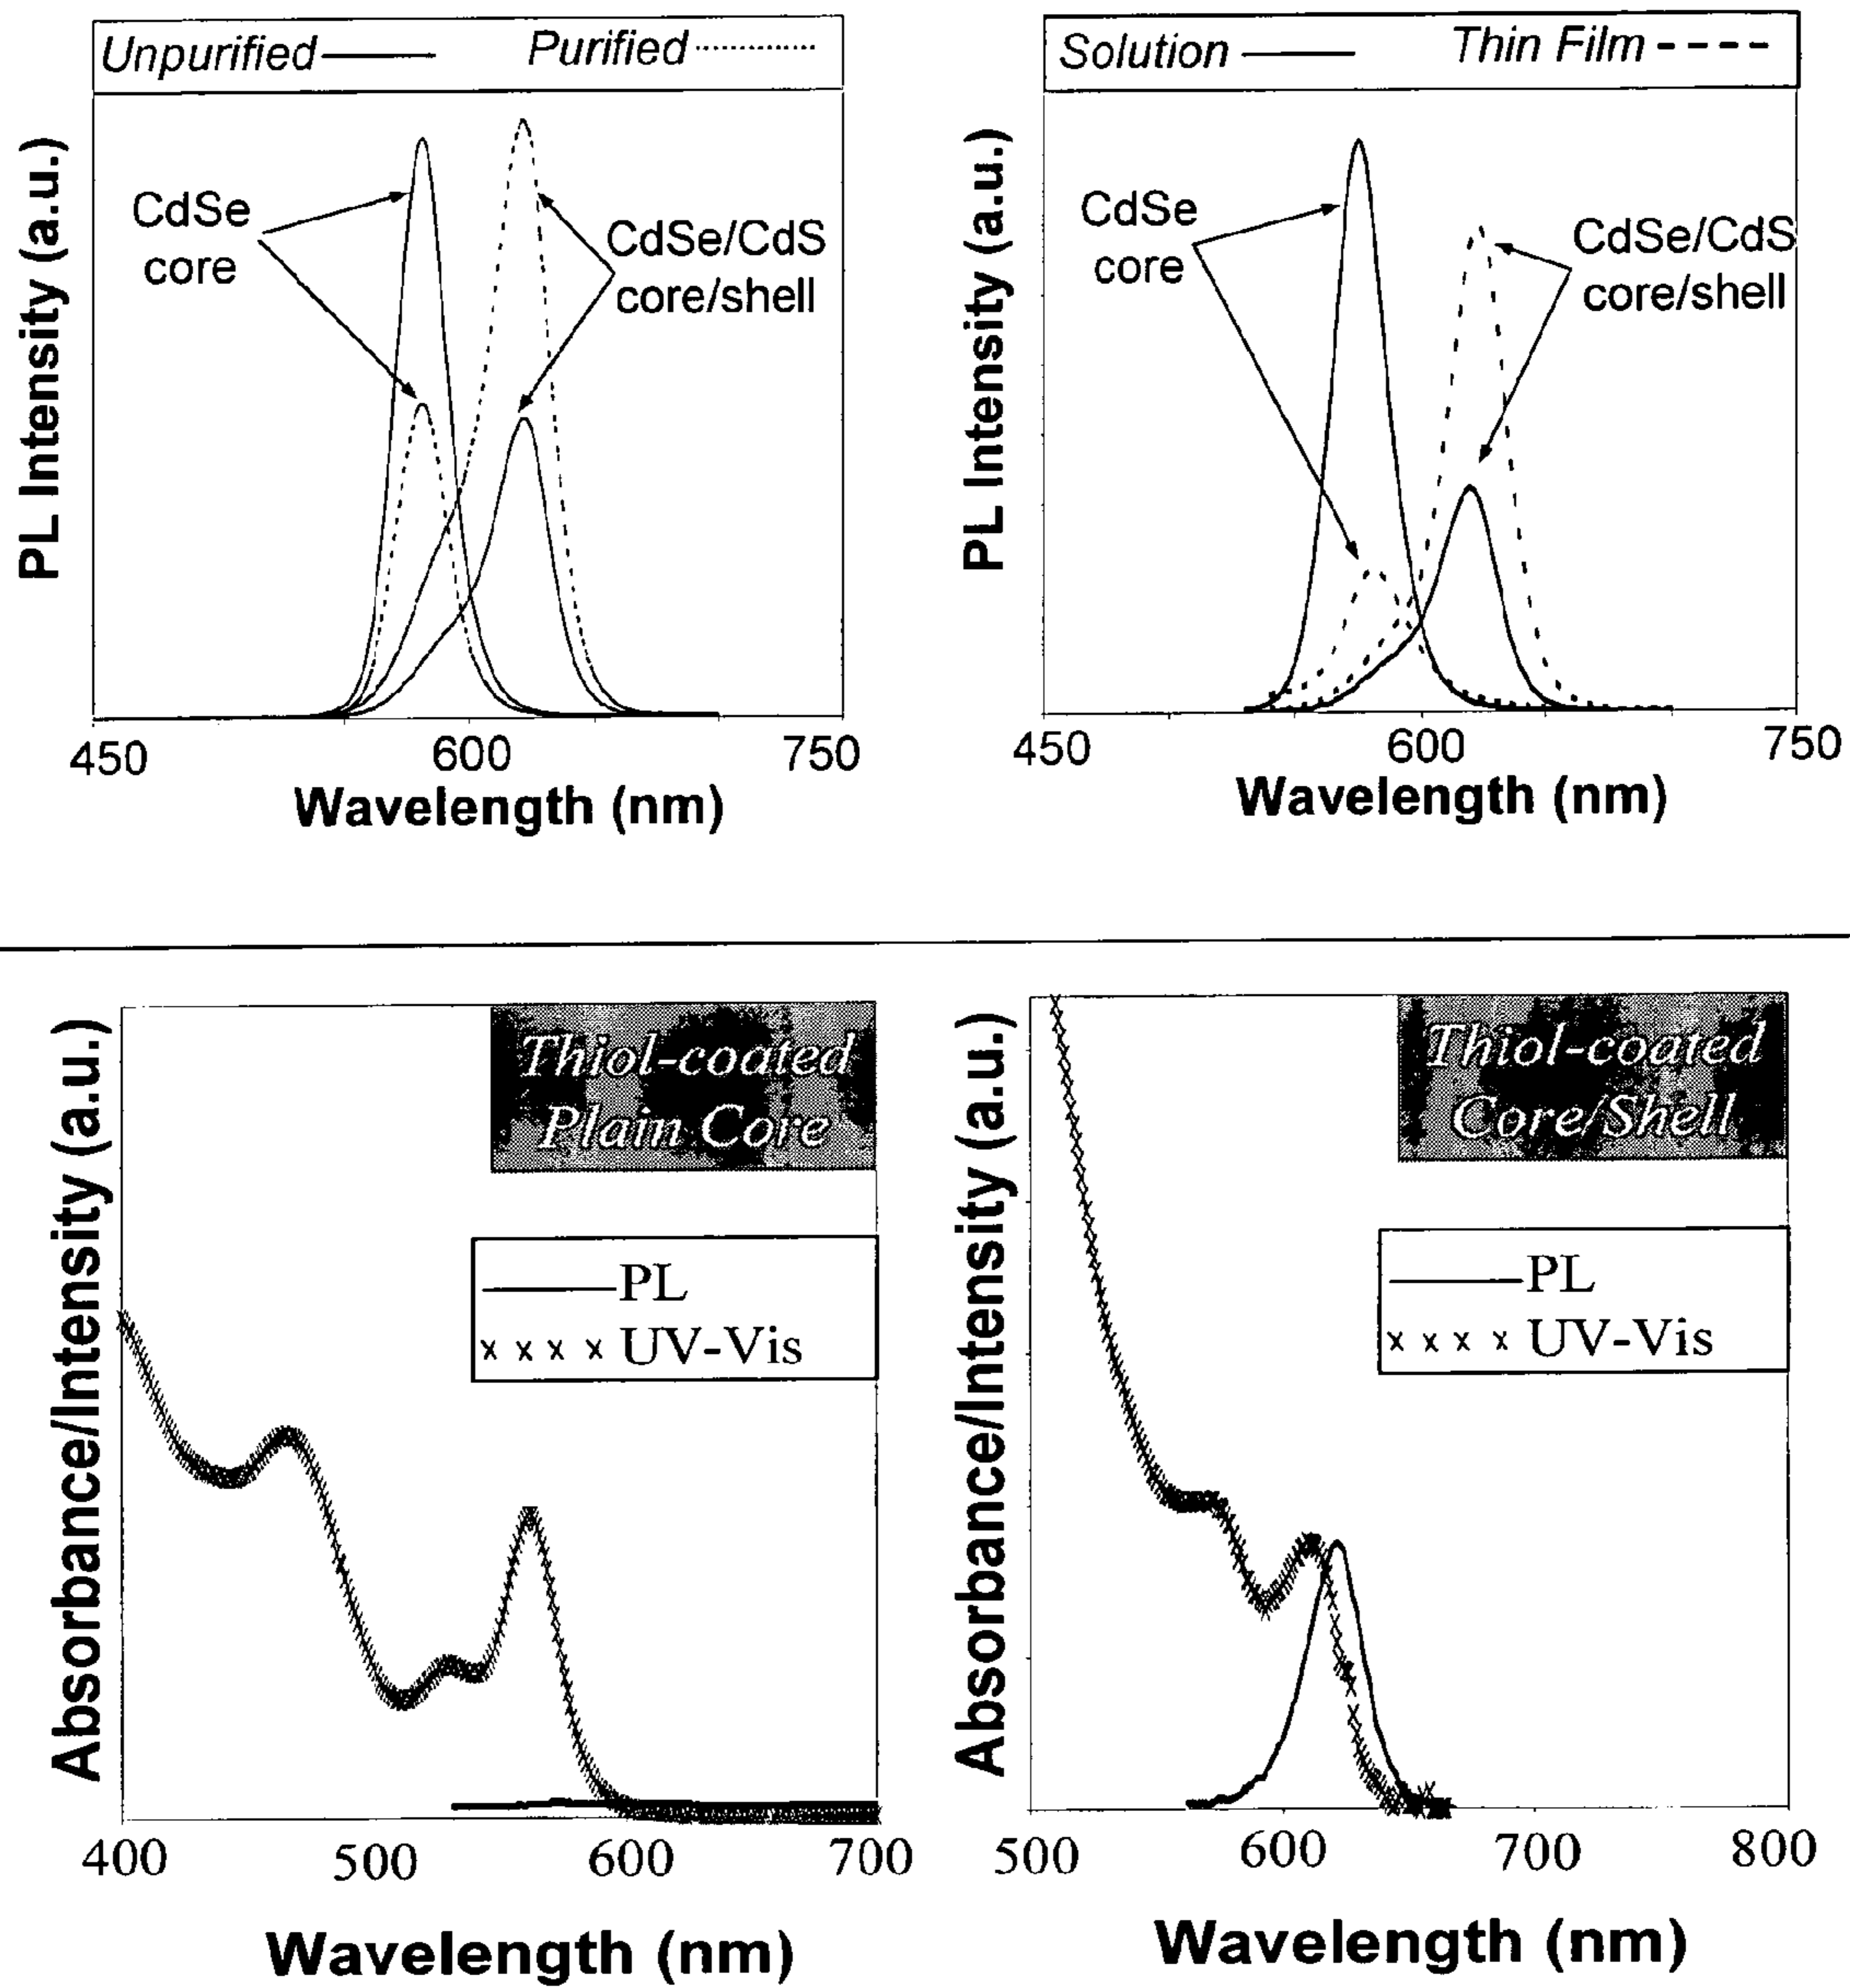 Unpurified Purified
PL Intensity (a.u.)
CdSe
core
CdSe/CdS
core/shell
450 600 750
Wavelength (nm)
Solution Thin Film
PL Intensity (a.u.)
CdSe
core
CdSe/CdS
core/shell
450 600 750
Wavelength (nm)
Absorbance/Intensity (a.u.)
Thiol-coated
Plain Core
PL
UV-Vis
400 500 600 700
Wavelength (nm)
Absorbance/Intensity (a.u.)
Thiol-coated
Core/Shell
PL
UV-Vis
500 600 700 800
Wavelength (nm)